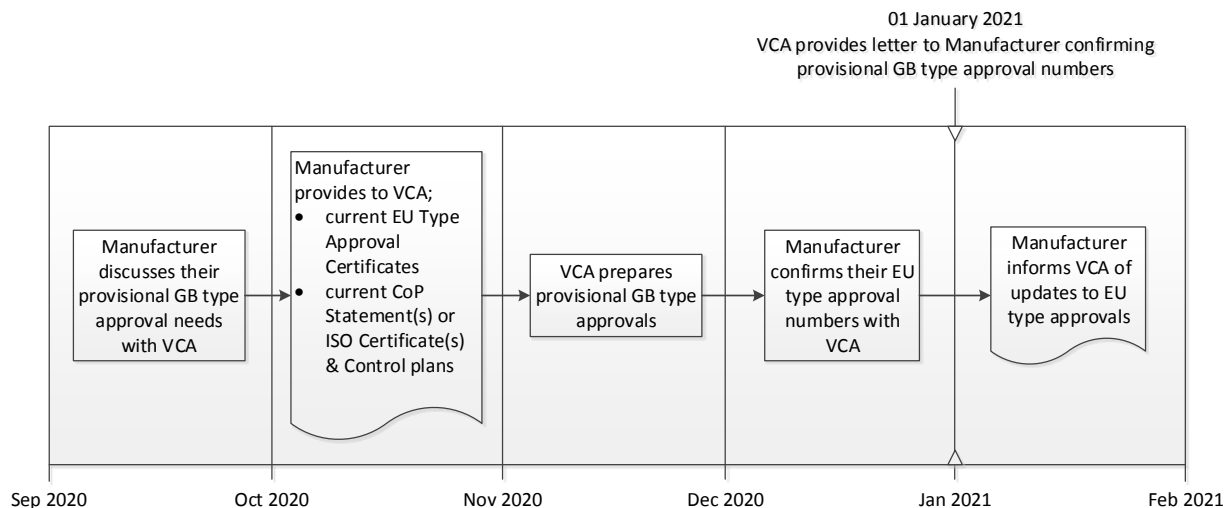 01 January 2021
VCA provides letter to Manufacturer confirming
provisional GB type approval numbers
Manufacturer
discusses their
provisional GB type
approval needs
with VCA
Manufacturer
provides to VCA;
• current EU Type
Approval
Certificates
• current CoP
Statement(s) or
ISO Certificate(s)
& Control plans
VCA prepares
provisional GB type
approvals
Manufacturer
confirms their EU
type approval
numbers with
VCA
Manufacturer
informs VCA of
updates to EU
type approvals
Sep 2020
Oct 2020
Nov 2020
Dec 2020
Jan 2021
Feb 2021